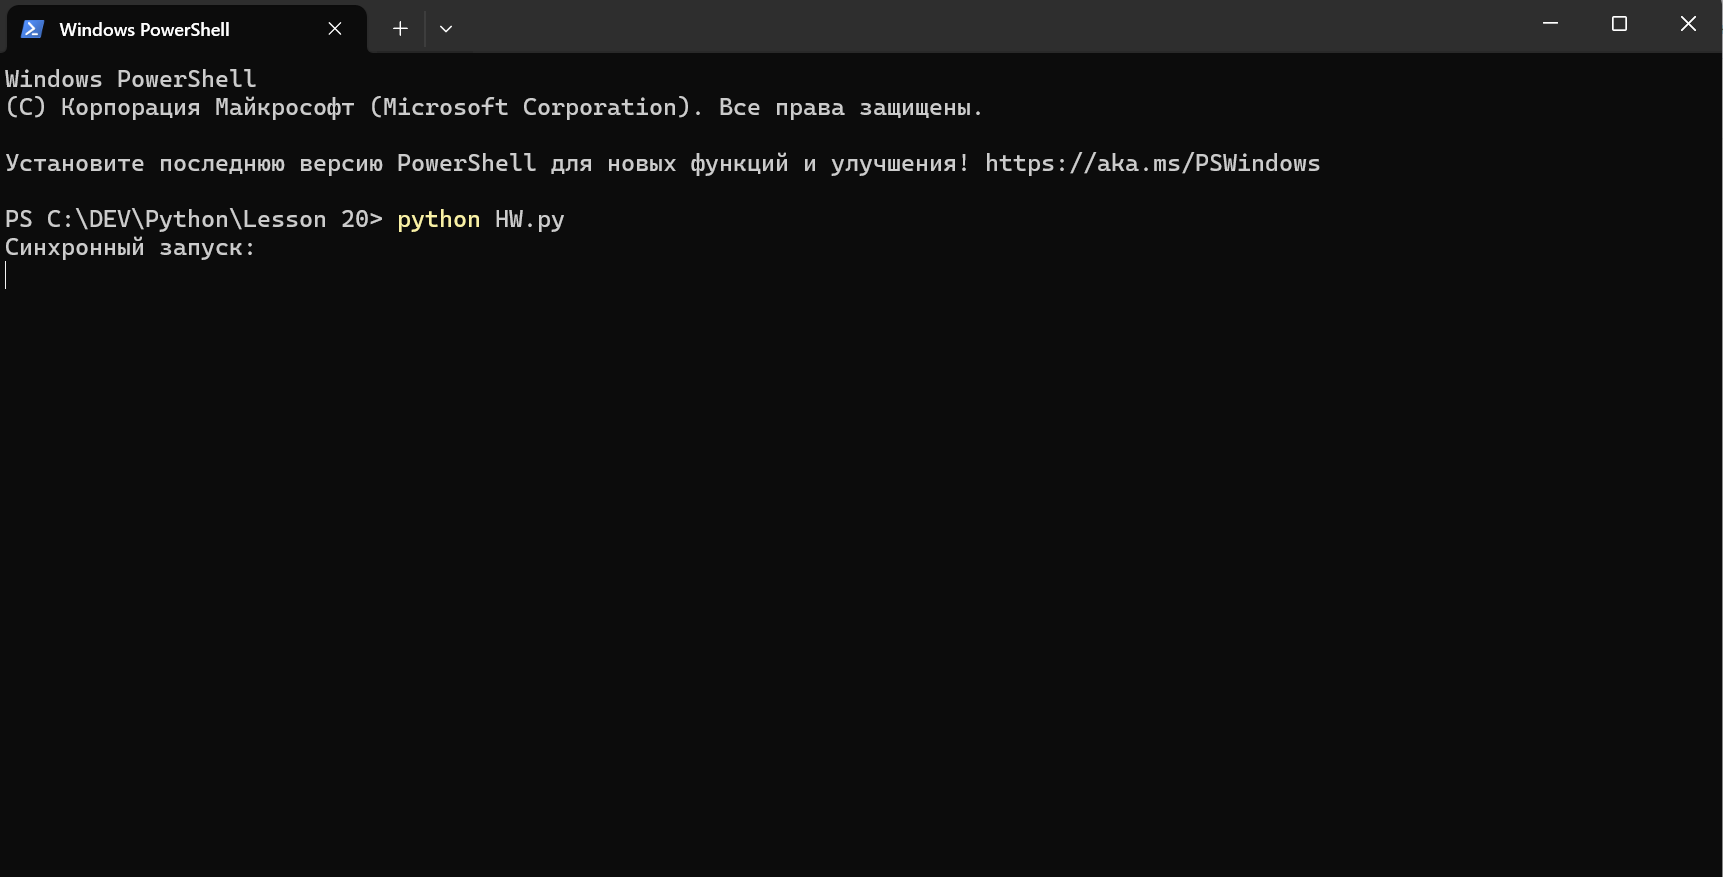 Windows PowerShell
Windows PowerShell
(C) Корпорация Майкрософт (Microsoft Corporation). Все права защищены.
Установите последнюю версию PowerShell для новых функций и улучшения! https://aka.ms/PSWindows
PS C:\DEV\Python\Lesson 20> python HW.py
Синхронный запуск: